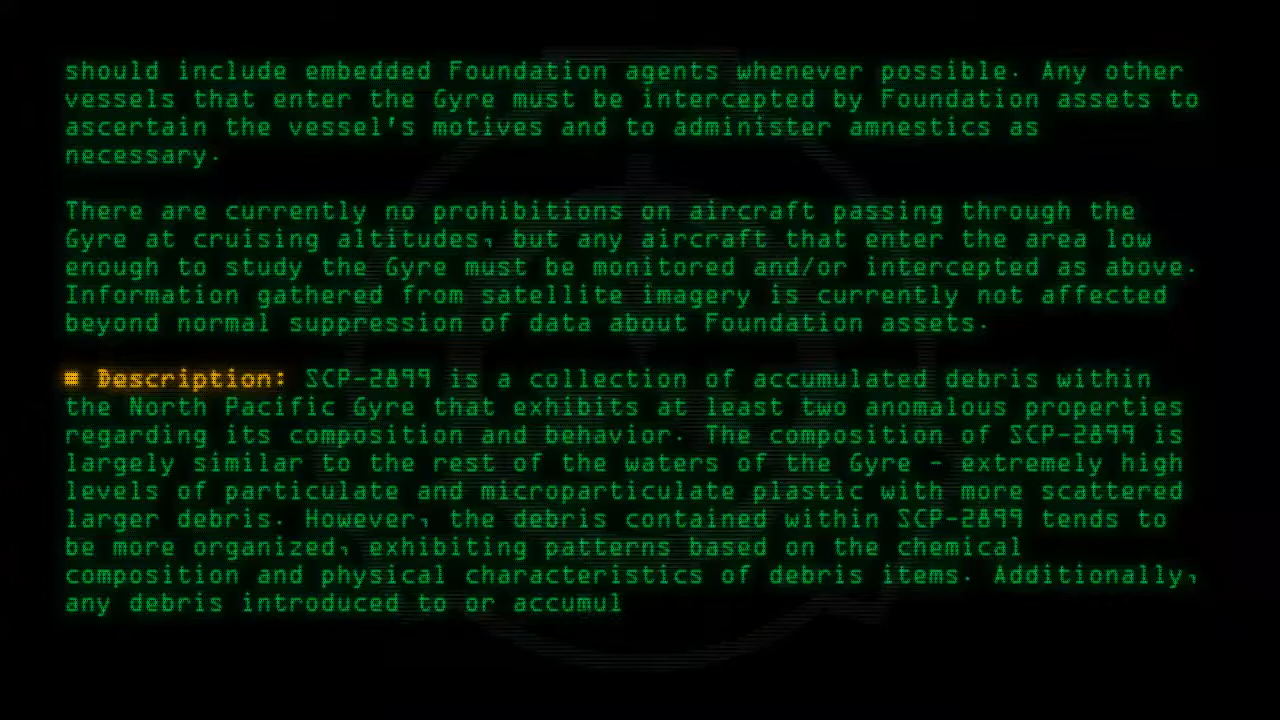 should include embedded Foundation agents whenever possible. Any other
vessels that enter the Gyre must be intercepted by Foundation assets to
ascertain the vessel's motives and to administer amnestics as
necessary.
There are currently no prohibitions on aircraft passing through the
Gyre at cruising altitudes, but any aircraft that enter the area low
enough to study the Gyre must be monitored and/or intercepted as above.
Information gathered from satellite imagery is currently not affected
beyond normal suppression of data about Foundation assets.
■ Description: SCP-2899 is a collection of accumulated debris within
the North Pacific Gyre that exhibits at least two anomalous properties
regarding its composition and behavior. The composition of SCP-2899 is
largely similar to the rest of the waters of the Gyre - extremely high
levels of particulate and microparticulate plastic with more scattered
larger debris. However, the debris contained within SCP-2899 tends to
be more organized, exhibiting patterns based on the chemical
composition and physical characteristics of debris items. Additionally,
any debris introduced to or accumul